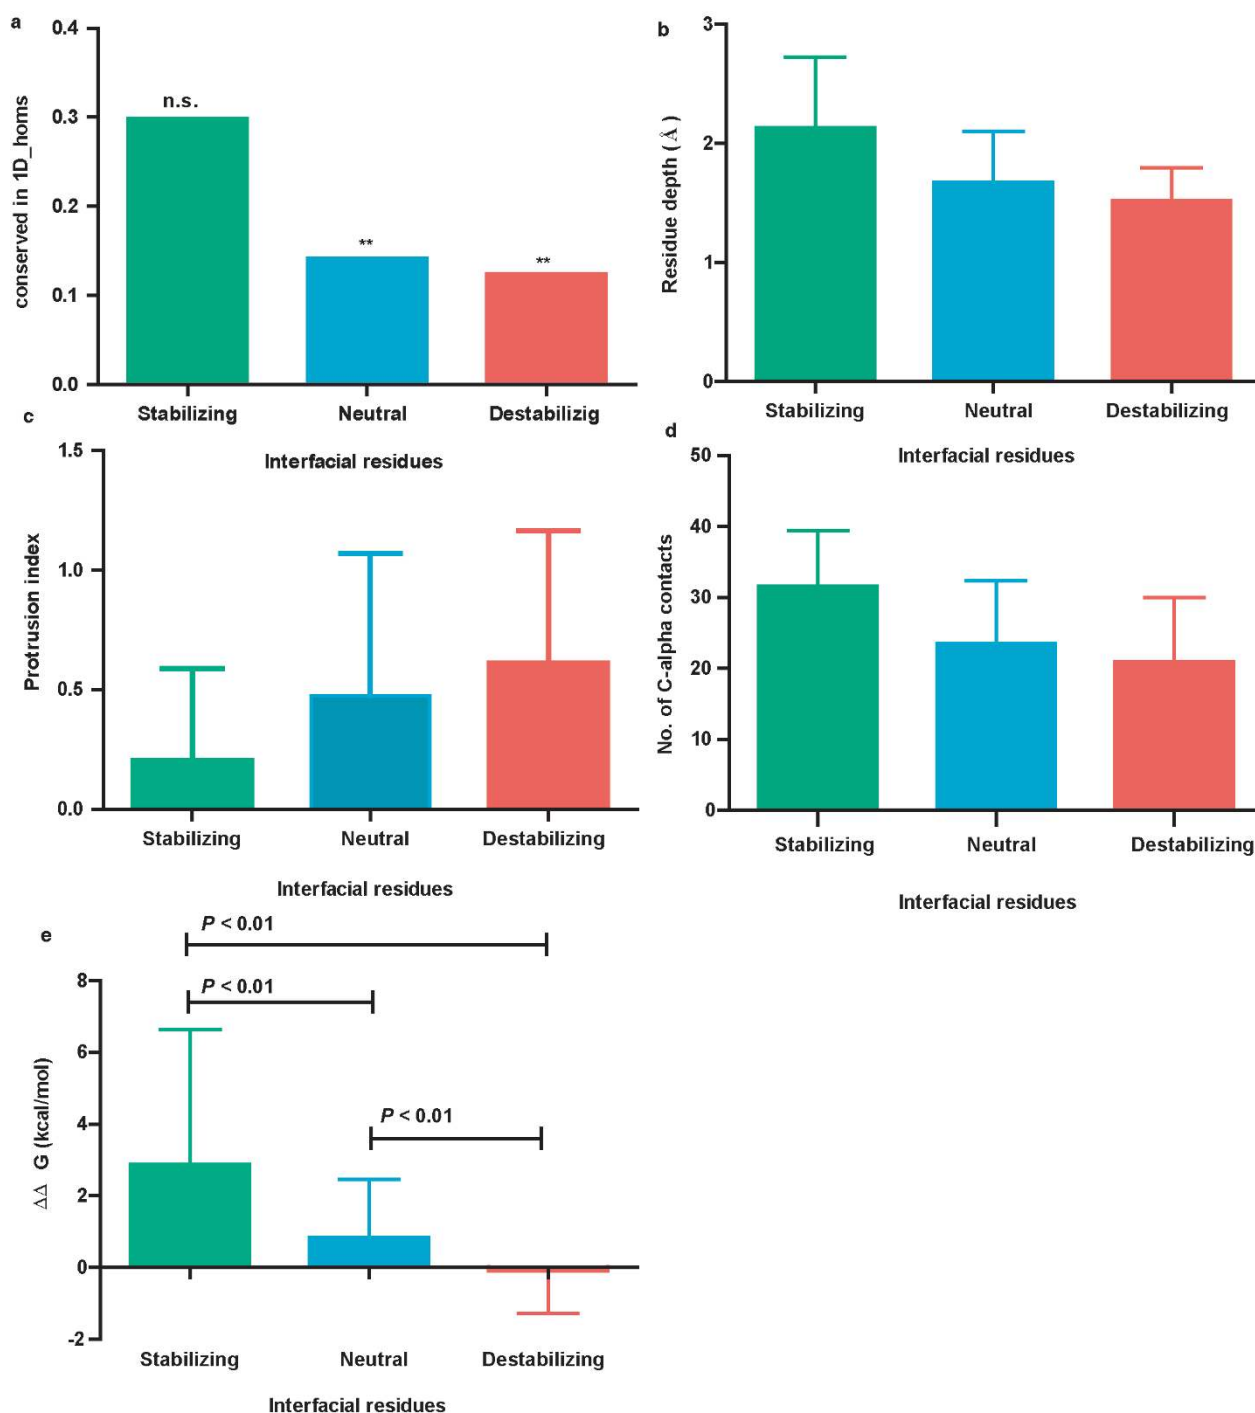 a
conserved in 1D_homs
0.4
0.3
0.2
0.1
0.0
n.s.
**
**
Stabilizing Neutral Destabilizig
Interfacial residues
b
Residue depth ( Å )
3
2
1
0
Stabilizing Neutral Destabilizing
Interfacial residues
c
Protrusion index
1.5
1.0
0.5
0.0
Stabilizing Neutral Destabilizing
Interfacial residues
d
No. of C-alpha contacts
50
40
30
20
10
0
Stabilizing Neutral Destabilizing
Interfacial residues
e
ΔΔ G (kcal/mol)
8
6
4
2
0
-2
P < 0.01
P < 0.01
P < 0.01
Stabilizing Neutral Destabilizing
Interfacial residues